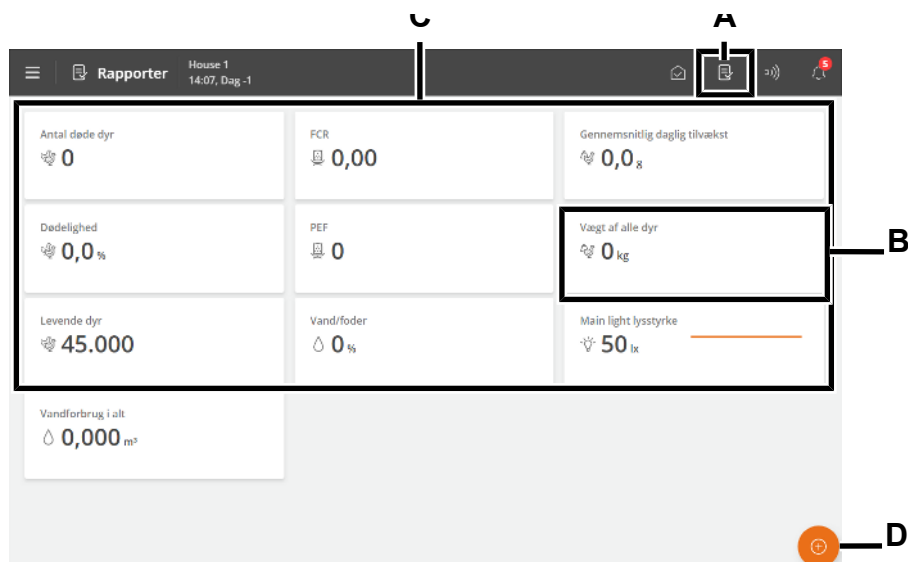 C A
Rapporter
House 1
14:07, Dag -1
5
Antal døde dyr
0
FCR
0,00
Gennemsnitlig daglig tilvækst
0,0 g
Dødelighed
0,0 %
PEF
0
Vægt af alle dyr
0 kg
B
Levende dyr
45.000
Vand/foder
0 %
Main light lysstyrke
50 lx
Vandforbrug i alt
0,000 m³
D